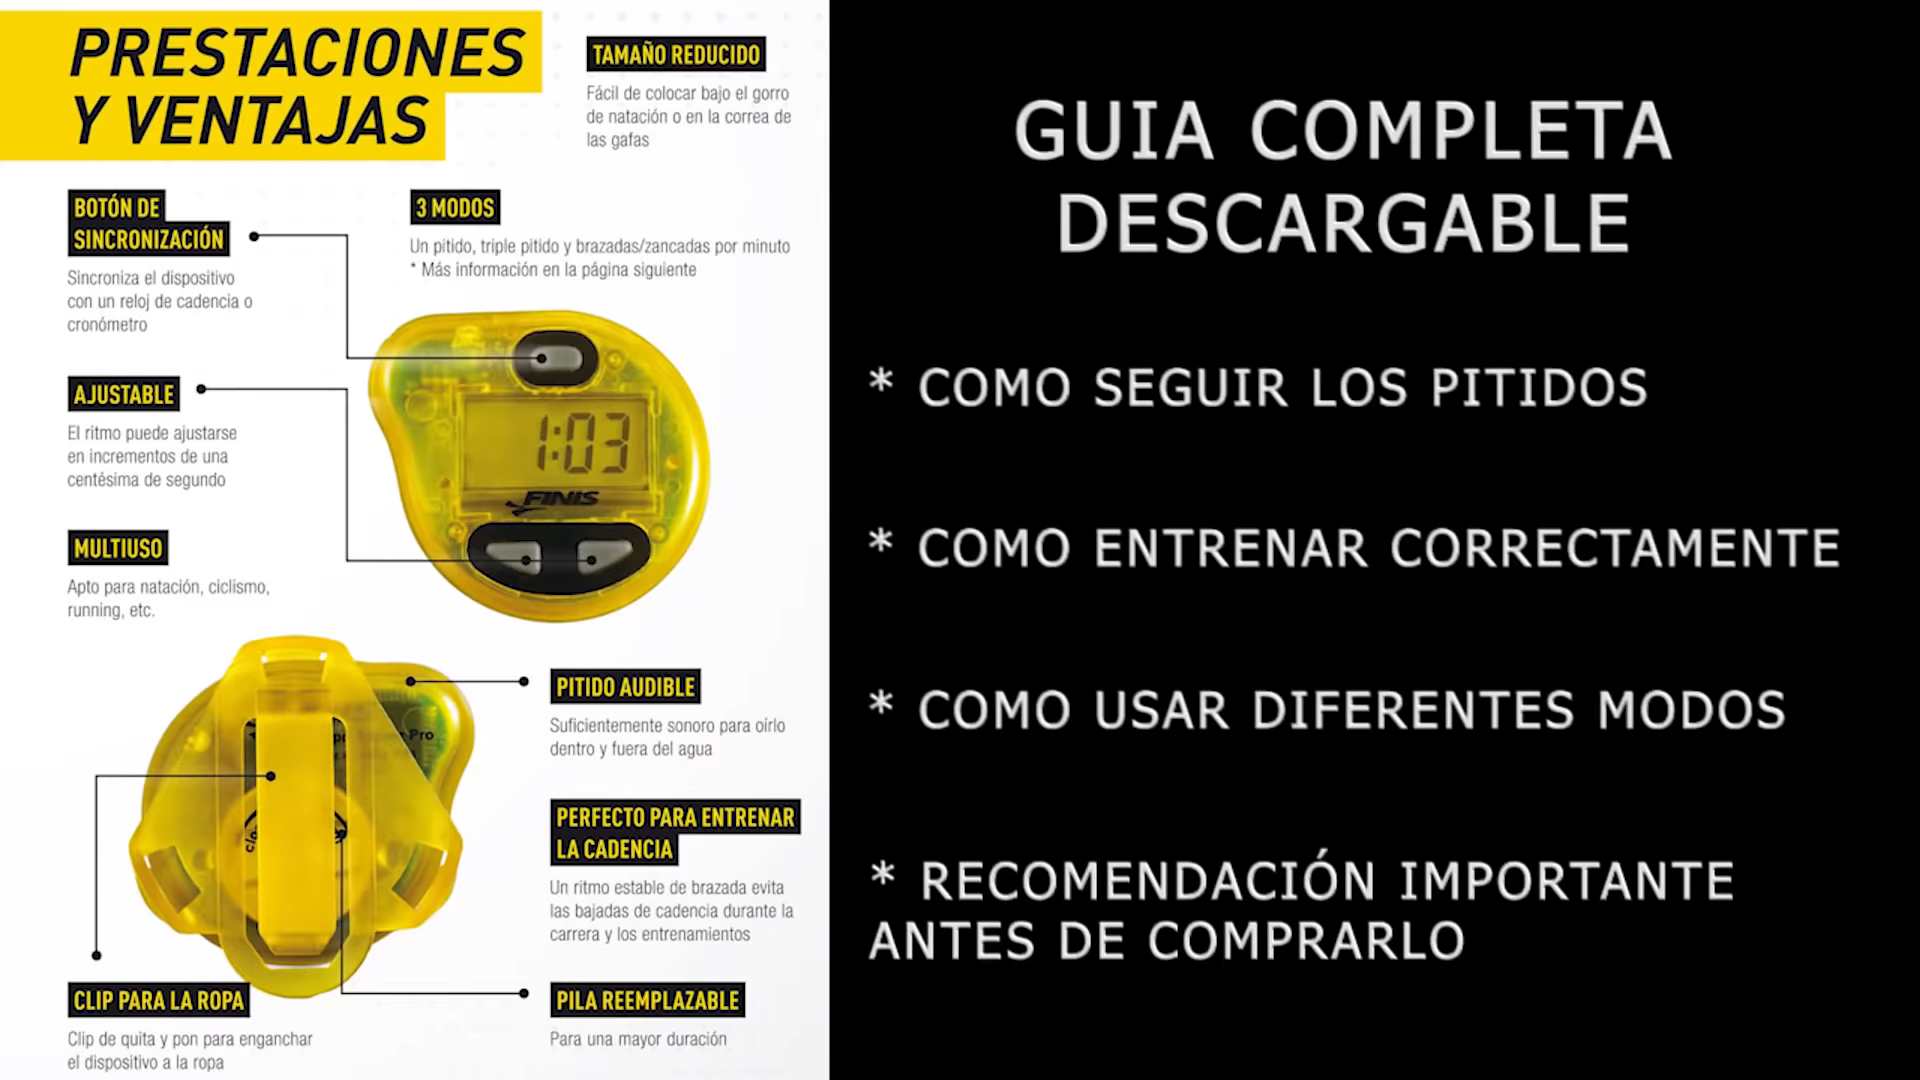 PRESTACIONES
Y VENTAJAS
TAMAÑO REDUCIDO
Fácil de colocar bajo el gorro
de natación o en la correa de
las gafas
BOTÓN DE
SINCRONIZACIÓN
Sincroniza el dispositivo
con un reloj de cadencia o
cronómetro
3 MODOS
Un pitido, triple pitido y brazadas/zancadas por minuto
* Más información en la página siguiente
AJUSTABLE
El ritmo puede ajustarse
en incrementos de una
centésima de segundo
1:03
FINIS
MULTIUSO
Apto para natación, ciclismo,
running, etc.
PITIDO AUDIBLE
Suficientemente sonoro para oírlo
dentro y fuera del agua
Pro
PERFECTO PARA ENTRENAR
LA CADENCIA
Un ritmo estable de brazada evita
las bajadas de cadencia durante la
carrera y los entrenamientos
CLIP PARA LA ROPA
Clip de quita y pon para enganchar
el dispositivo a la ropa
PILA REEMPLAZABLE
Para una mayor duración
GUIA COMPLETA
DESCARGABLE
* COMO SEGUIR LOS PITIDOS
* COMO ENTRENAR CORRECTAMENTE
* COMO USAR DIFERENTES MODOS
* RECOMENDACIÓN IMPORTANTE
ANTES DE COMPRARLO